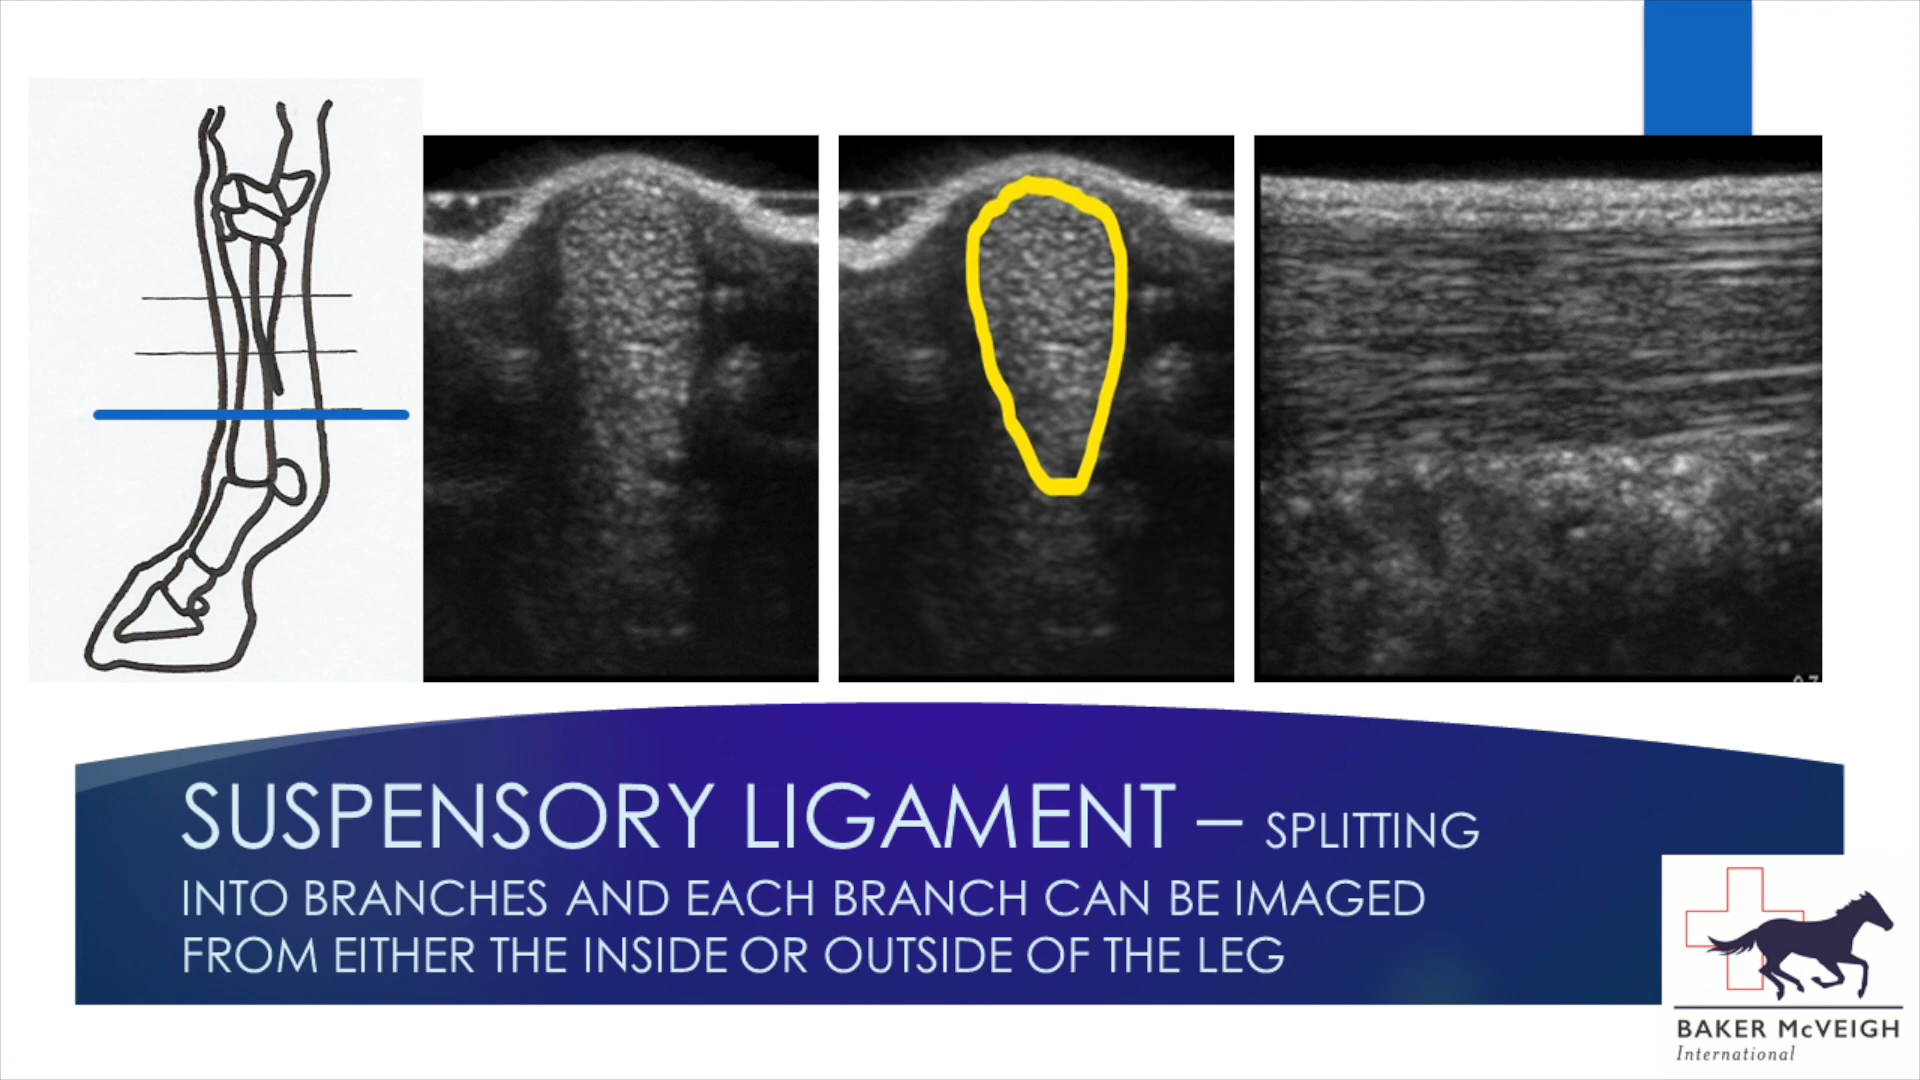 SUSPENSORY LIGAMENT – SPLITTING
INTO BRANCHES AND EACH BRANCH CAN BE IMAGED
FROM EITHER THE INSIDE OR OUTSIDE OF THE LEG
BAKER McVEIGH
International